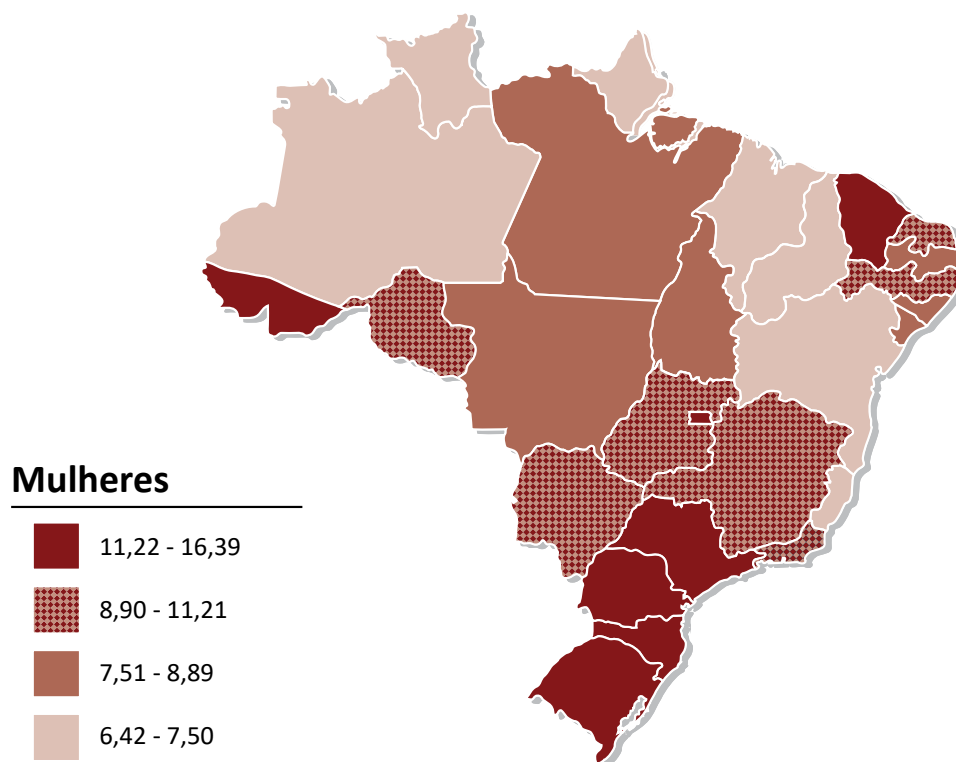 Mulheres
11,22 - 16,39
8,90 - 11,21
7,51 - 8,89
6,42 - 7,50